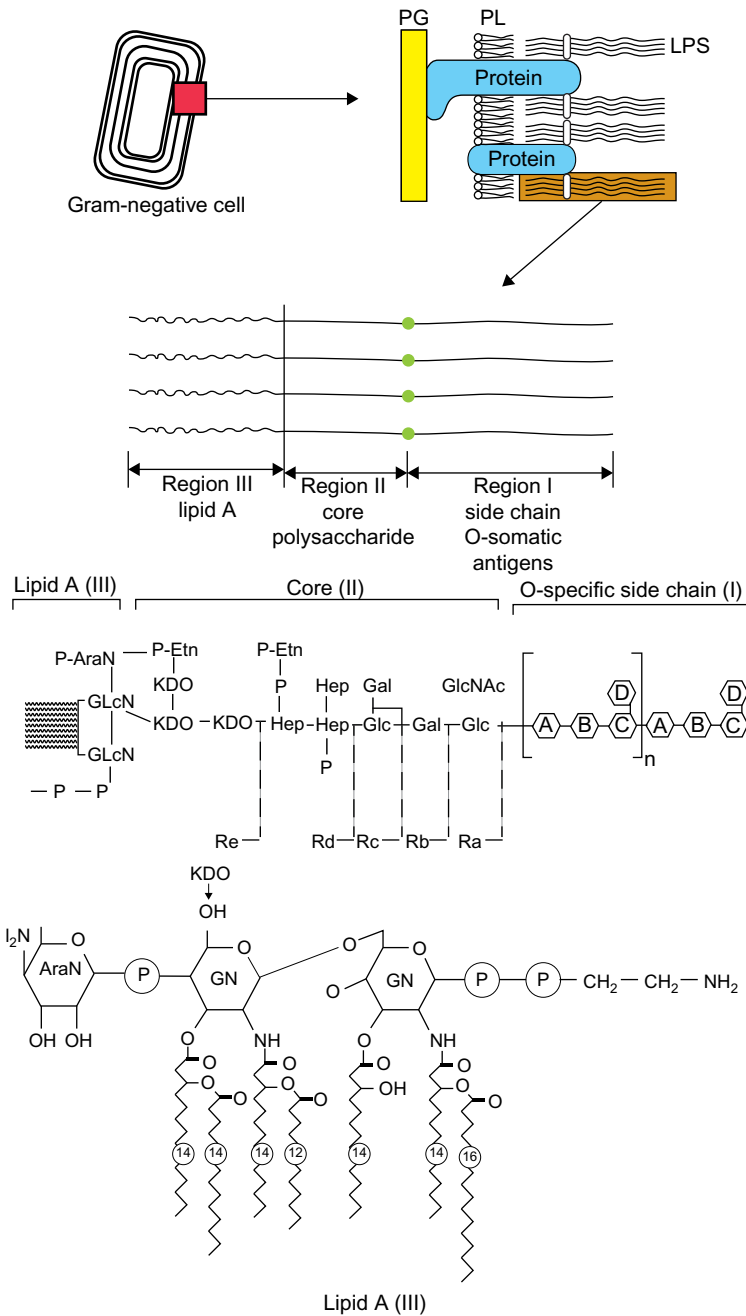 PG PL
LPS
Protein
Protein
Gram-negative cell
Region III
lipid A
Region II
core
polysaccharide
Region I
side chain
O-somatic
antigens
Lipid A (III) Core (II) O-specific side chain (I)
P-AraN P-Etn P-Etn
KDO P Hep Gal GlcNAc D D
GLcN
KDO KDO Hep Hep Glc Gal Glc A B C A B C
GLcN P n
P P
Re Rd Rc Rb Ra
KDO
OH
I2N O O O O
AraN P GN GN P P CH2 CH2 NH2
O
OH OH O NH O NH
O O O O
O O O O OH O O
14 14 14 12 14 14 16
Lipid A (III)